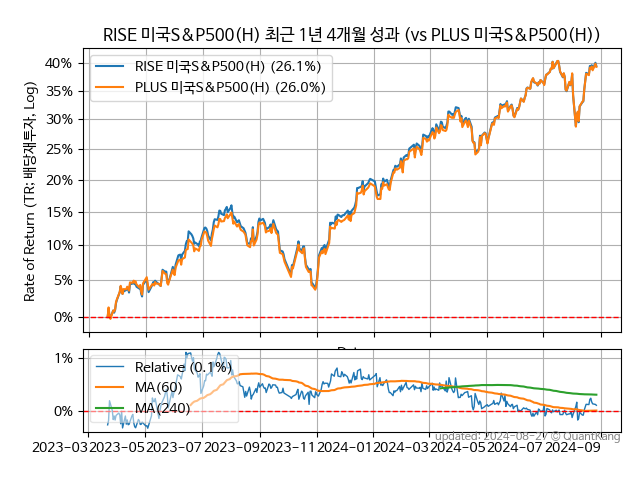 RISE 미국S&P500(H) 최근 1년 4개월 성과 (vs PLUS 미국S&P500(H))
Rate of Return (TR: 배당재투자, Log)
RISE 미국S&P500(H) (26.1%)
PLUS 미국S&P500(H) (26.0%)
40%
35%
30%
25%
20%
15%
10%
5%
0%
1%
0%
Relative (0.1%)
MA(60)
MA(240)
updated: 2024-08-27 © QuantKang
2023-03 2023-05 2023-07 2023-09 2023-11 2024-01 2024-03 2024-05 2024-07 2024-09